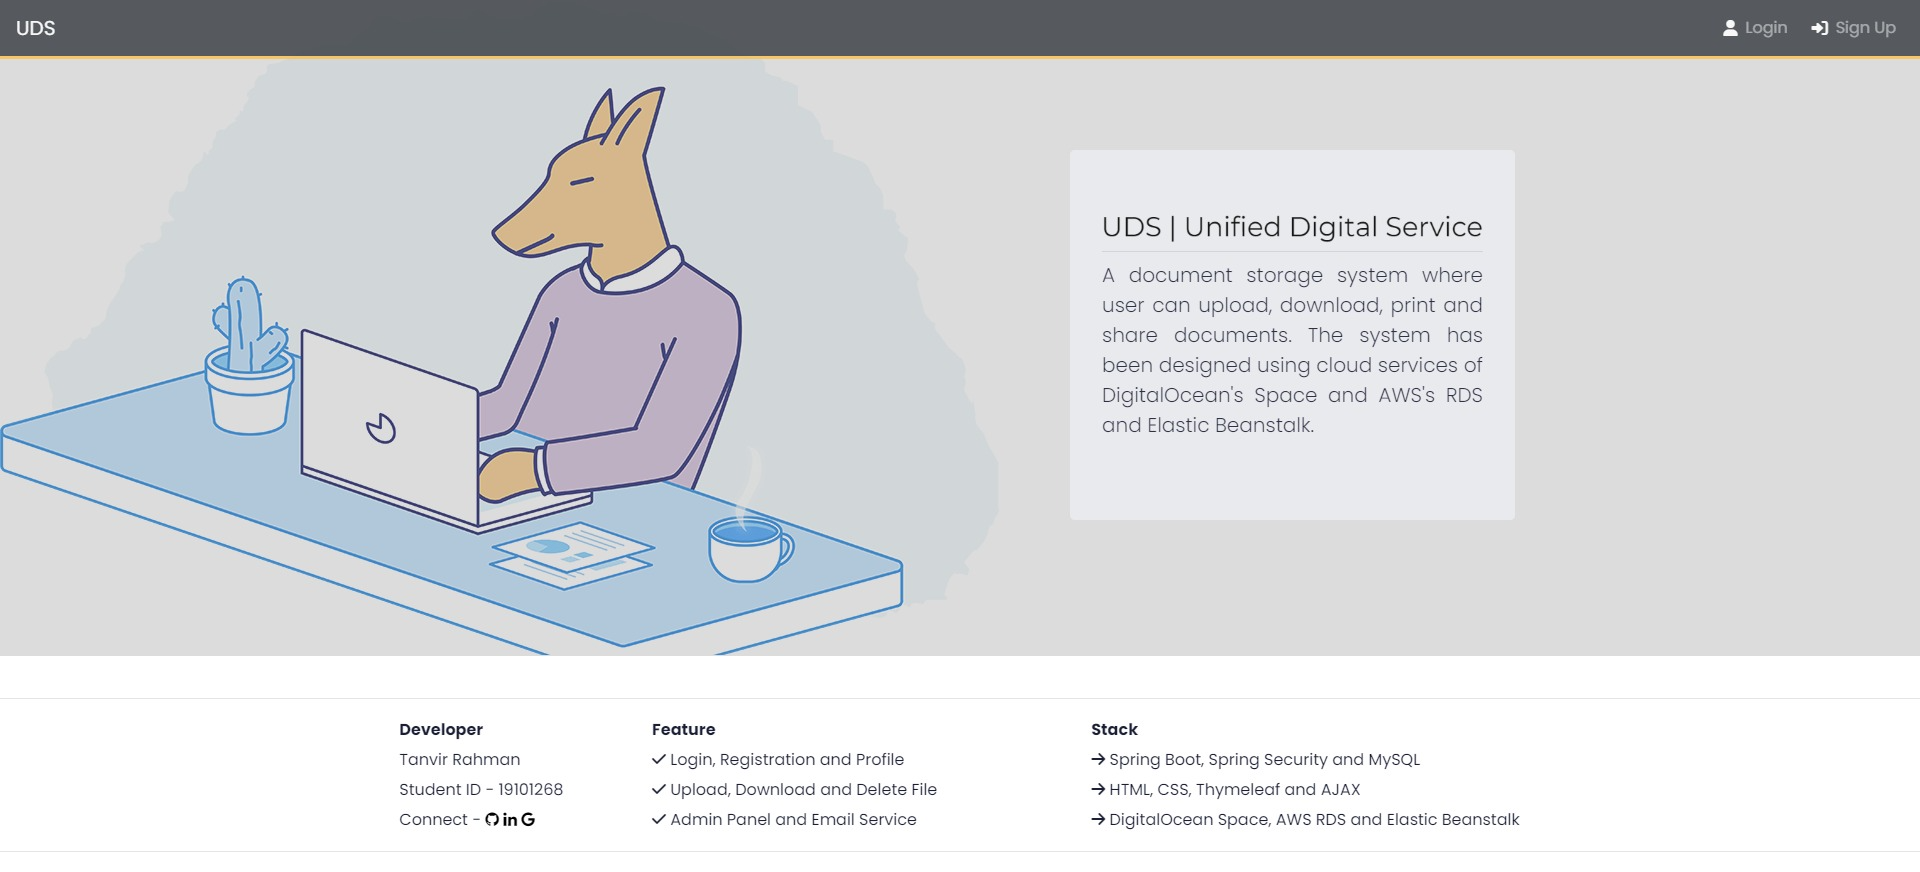 UDS
Login
Sign Up
UDS | Unified Digital Service
A document storage system where
user can upload, download, print and
share documents. The system has
been designed using cloud services of
DigitalOcean's Space and AWS's RDS
and Elastic Beanstalk.
Developer
Tanvir Rahman
Student ID - 19101268
Connect -
Feature
Login, Registration and Profile
Upload, Download and Delete File
Admin Panel and Email Service
Stack
Spring Boot, Spring Security and MySQL
HTML, CSS, Thymeleaf and AJAX
DigitalOcean Space, AWS RDS and Elastic Beanstalk